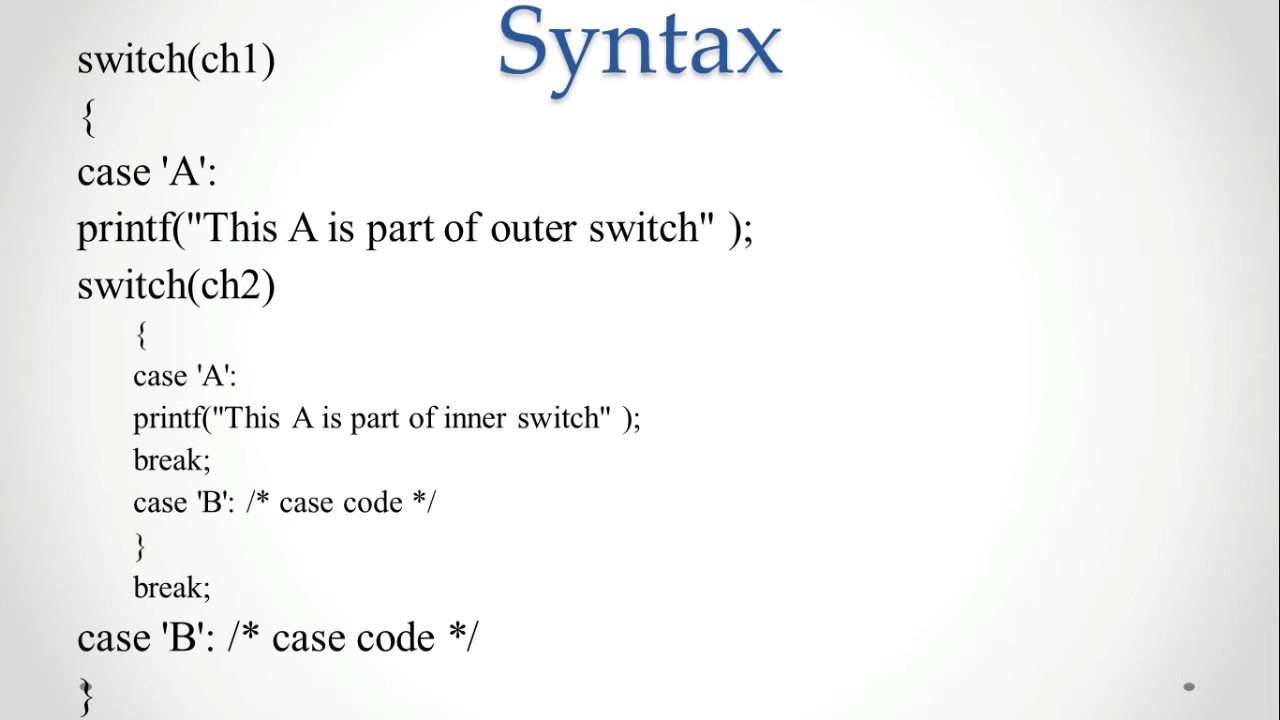 Syntax
switch(ch1)
{
case 'A':
printf("This A is part of outer switch" );
switch(ch2)
{
case 'A':
printf("This A is part of inner switch" );
break;
case 'B': /* case code */
}
break;
case 'B': /* case code */
}